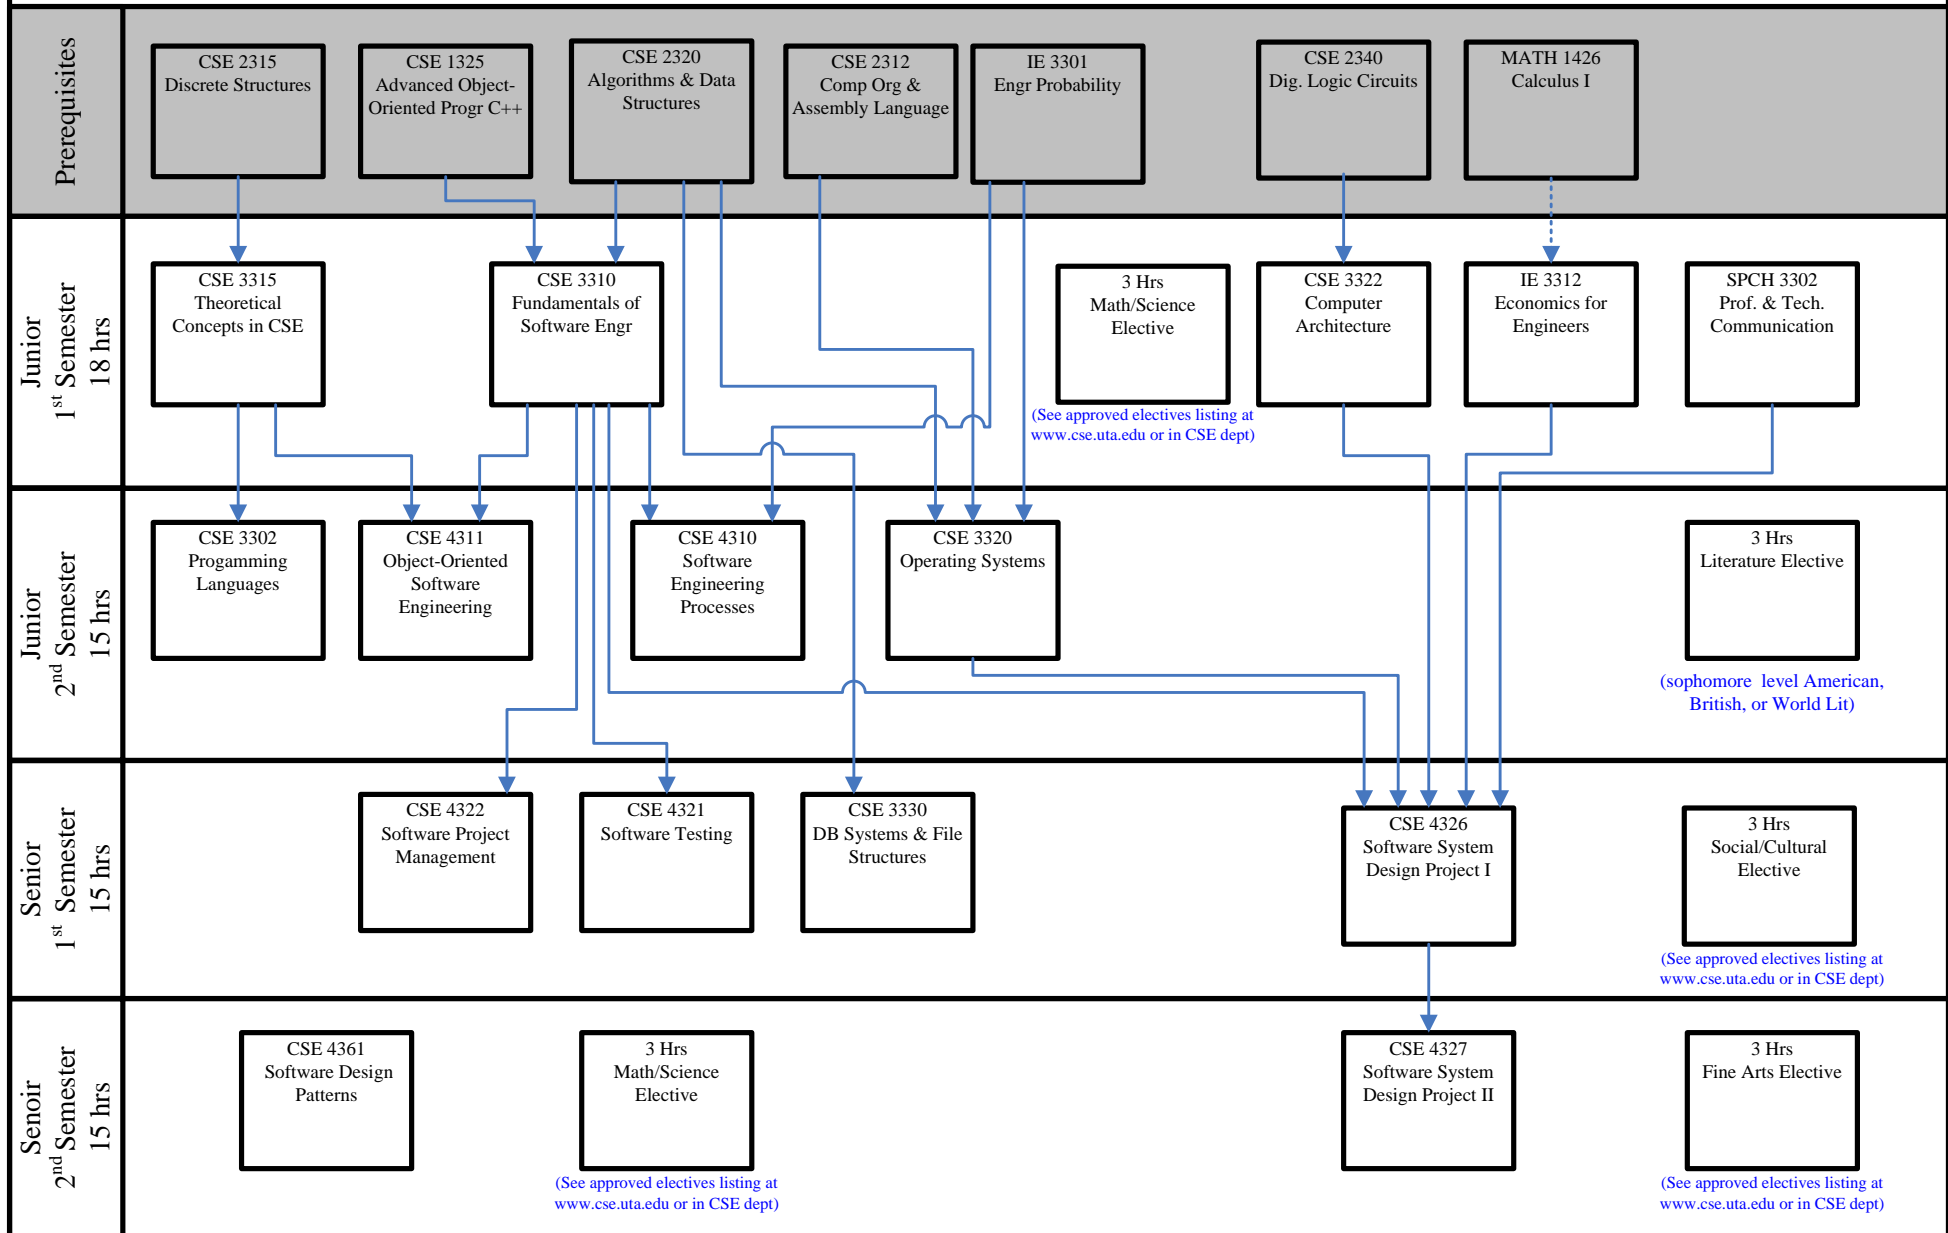 Prerequisites
CSE 2315
Discrete Structures
CSE 1325
Advanced Object-
Oriented Progr C++
CSE 2320
Algorithms & Data
Structures
CSE 2312
Comp Org &
Assembly Language
IE 3301
Engr Probability
CSE 2340
Dig. Logic Circuits
MATH 1426
Calculus I
Junior
1st Semester
18 hrs
CSE 3315
Theoretical
Concepts in CSE
CSE 3310
Fundamentals of
Software Engr
3 Hrs
Math/Science
Elective
(See approved electives listing at
www.cse.uta.edu or in CSE dept)
CSE 3322
Computer
Architecture
IE 3312
Economics for
Engineers
SPCH 3302
Prof. & Tech.
Communication
Junior
2nd Semester
15 hrs
CSE 3302
Progamming
Languages
CSE 4311
Object-Oriented
Software
Engineering
CSE 4310
Software
Engineering
Processes
CSE 3320
Operating Systems
3 Hrs
Literature Elective
(sophomore  level American,
British, or World Lit)
Senior
1st Semester
15 hrs
CSE 4322
Software Project
Management
CSE 4321
Software Testing
CSE 3330
DB Systems & File
Structures
CSE 4326
Software System
Design Project I
3 Hrs
Social/Cultural
Elective
(See approved electives listing at
www.cse.uta.edu or in CSE dept)
Senoir
2nd Semester
15 hrs
CSE 4361
Software Design
Patterns
3 Hrs
Math/Science
Elective
(See approved electives listing at
www.cse.uta.edu or in CSE dept)
CSE 4327
Software System
Design Project II
3 Hrs
Fine Arts Elective
(See approved electives listing at
www.cse.uta.edu or in CSE dept)